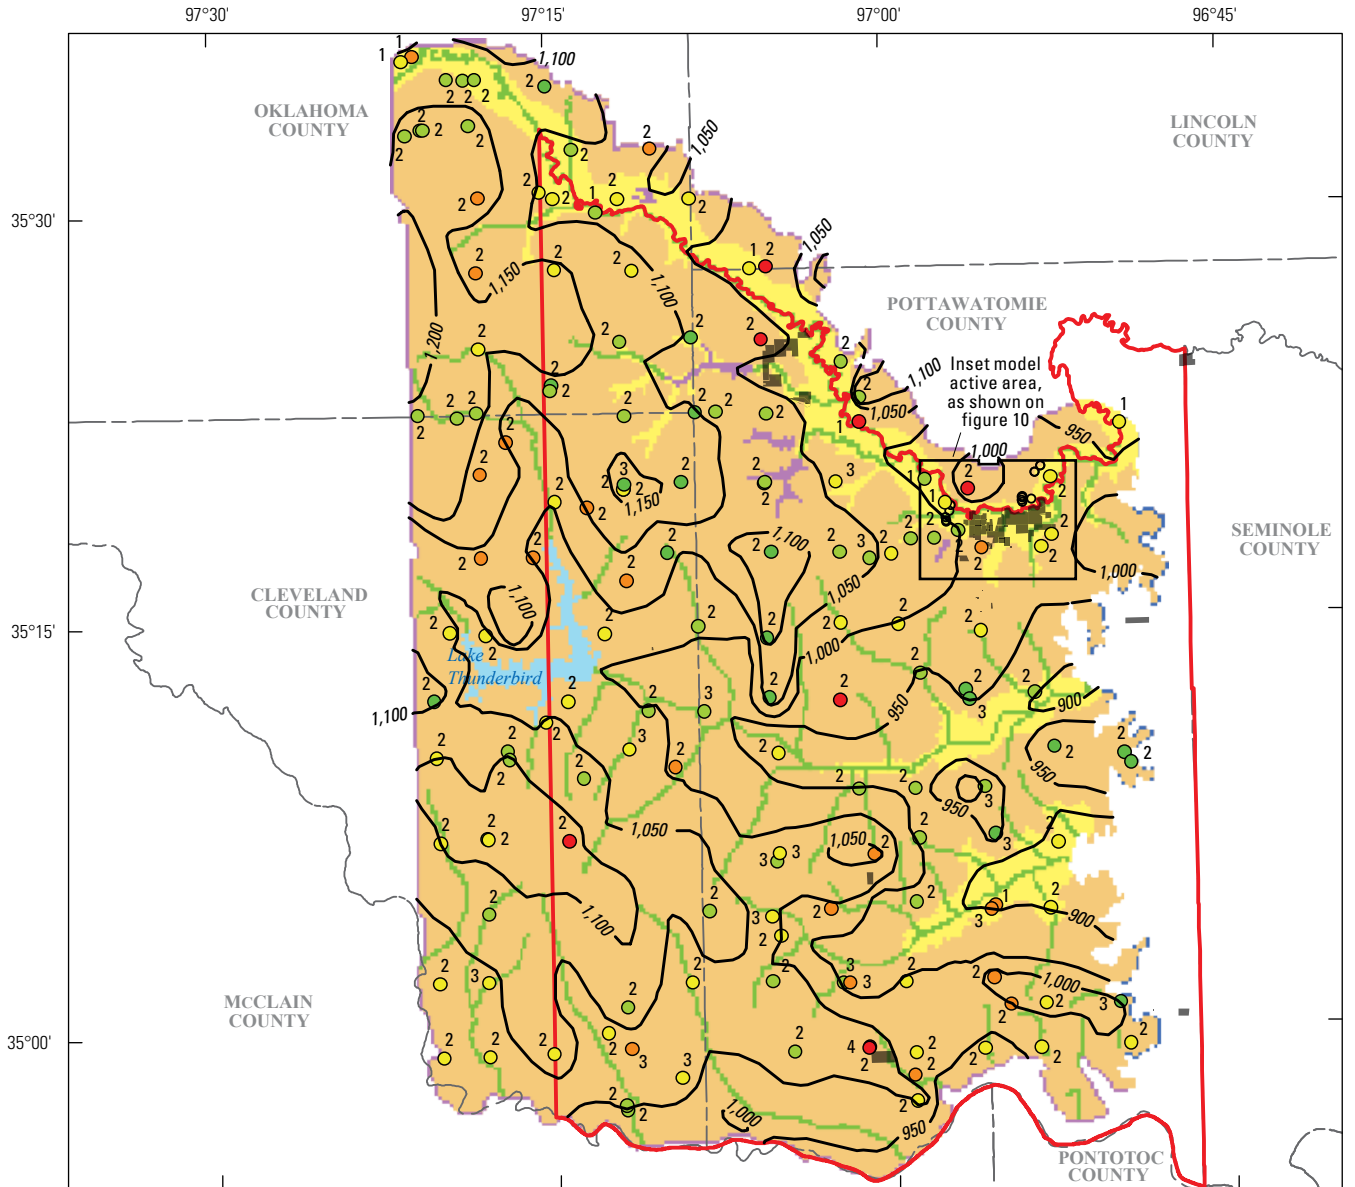 97°30'
97°15'
97°00'
96°45'
35°30'
35°15'
35°00'
OKLAHOMA
COUNTY
LINCOLN
COUNTY
POTTAWATOMIE
COUNTY
Inset model
active area,
as shown on
figure 10
SEMINOLE
COUNTY
CLEVELAND
COUNTY
Lake
Thunderbird
McCLAIN
COUNTY
PONTOTOC
COUNTY
1,100
1,050
1,050
1,150
1,100
1,200
1,100
1,050
950
1,000
1,150
1,100
1,000
1,050
1,100
1,000
950
900
1,100
950
950
1,050
1,050
1,100
900
1,000
1,000
950